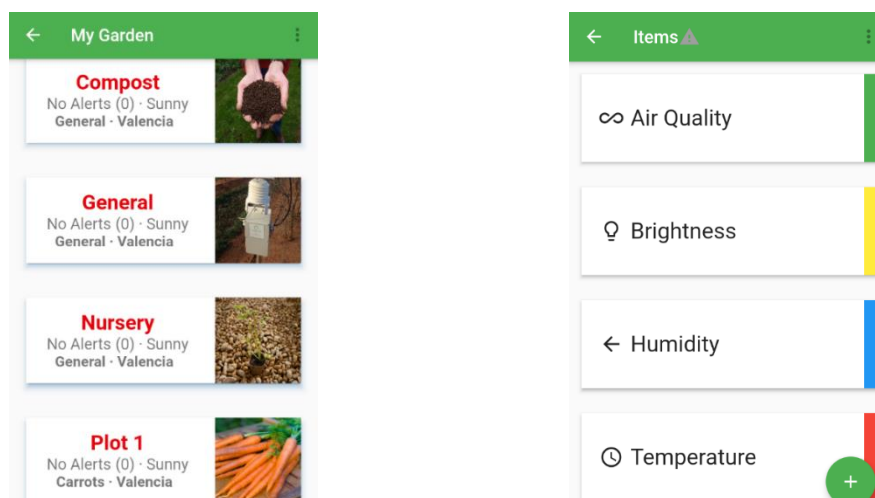 My Garden
Compost
No Alerts (0) · Sunny
General · Valencia
General
No Alerts (0) · Sunny
General · Valencia
Nursery
No Alerts (0) · Sunny
General · Valencia
Plot 1
No Alerts (0) · Sunny
Carrots · Valencia
Items
Air Quality
Brightness
Humidity
Temperature